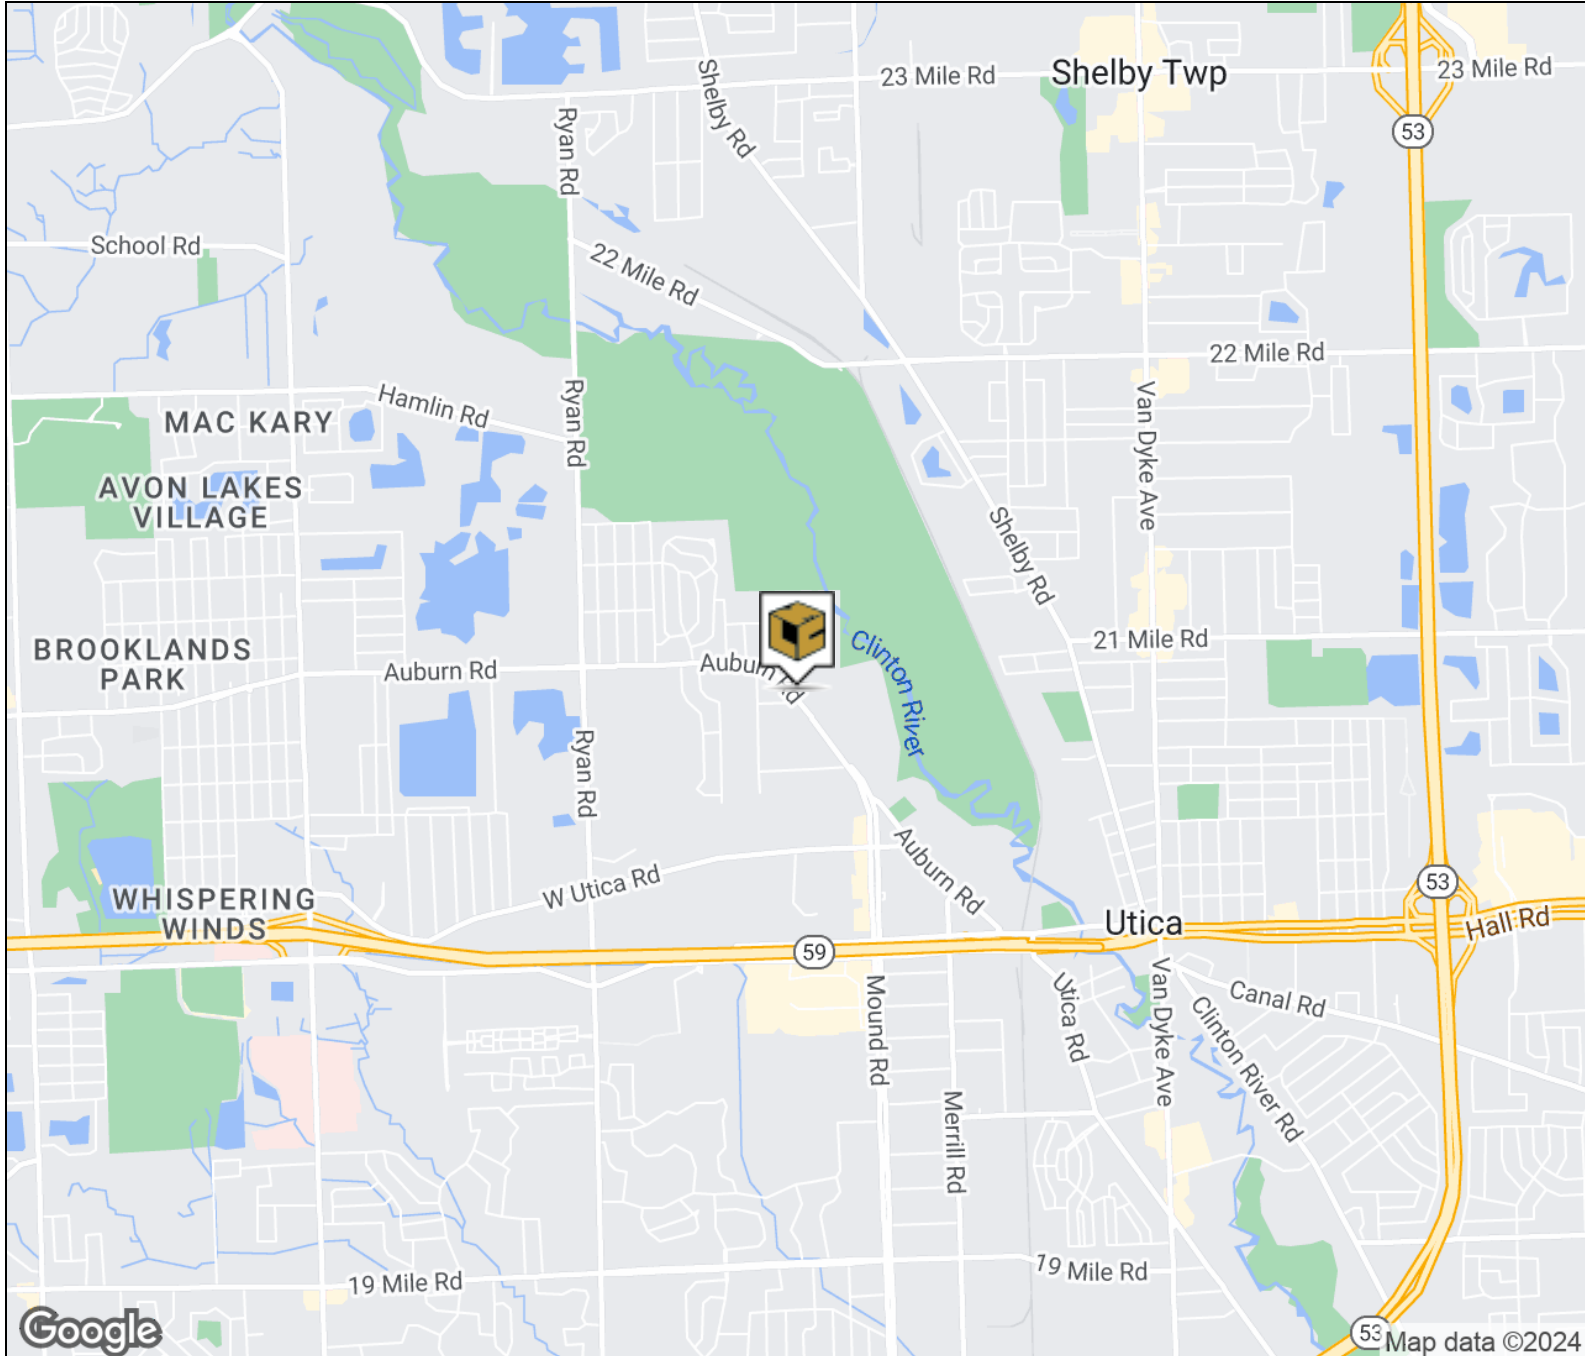 23 Mile Rd
Shelby Twp
23 Mile Rd
53
Shelby Rd
Ryan Rd
School Rd
22 Mile Rd
22 Mile Rd
Hamlin Rd
Ryan Rd
Van Dyke Ave
MAC KARY
AVON LAKES
VILLAGE
Shelby Rd
BROOKLANDS
PARK
Auburn Rd
Auburn Rd
Clinton River
21 Mile Rd
Ryan Rd
Auburn Rd
W Utica Rd
53
WHISPERING
WINDS
Utica
Hall Rd
59
Mound Rd
Utica Rd
Van Dyke Ave
Canal Rd
Clinton River Rd
Merrill Rd
19 Mile Rd
19 Mile Rd
53
Google
Map data ©2024